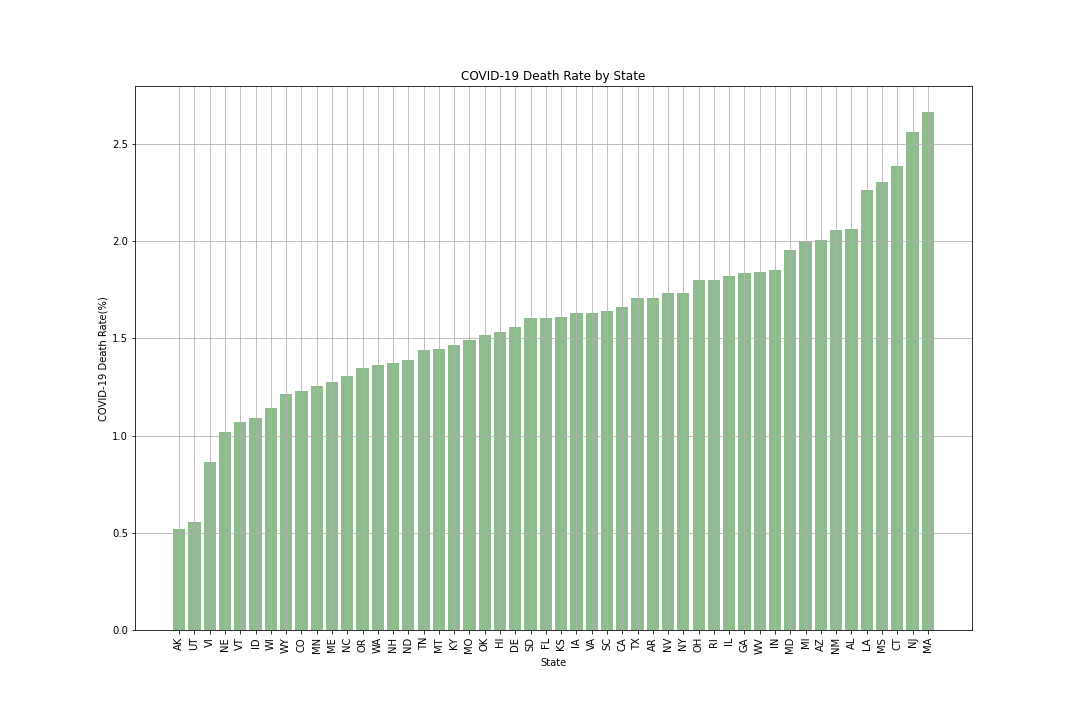 COVID-19 Death Rate by State
COVID-19 Death Rate(%)
2.5
2.0
1.5
1.0
0.5
0.0
AK UT VI NE VT ID WI WY CO MN ME NC OR WA NH ND TN MT KY MO OK HI DE SD FL KS IA VA SC CA TX AR NV NY OH RI IL GA WV IN MD MI AZ NM AL LA MS CT NJ MA
State